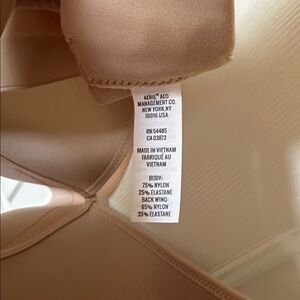 AERIE® AEO
MANAGEMENT CO.
NEW YORK, NY
10016 USA
RN 54485
CA 03873
MADE IN VIETNAM
FABRIQUÉ AU
VIETNAM
BODY:
75% NYLON
25% ELASTANE
BACK WING:
65% NYLON
35% ELASTANE